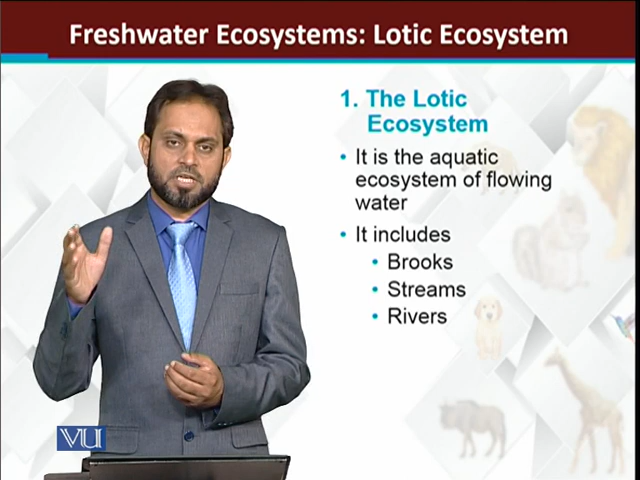 Freshwater Ecosystems: Lotic Ecosystem
1. The Lotic
Ecosystem
• It is the aquatic
ecosystem of flowing
water
• It includes
• Brooks
• Streams
• Rivers
VU